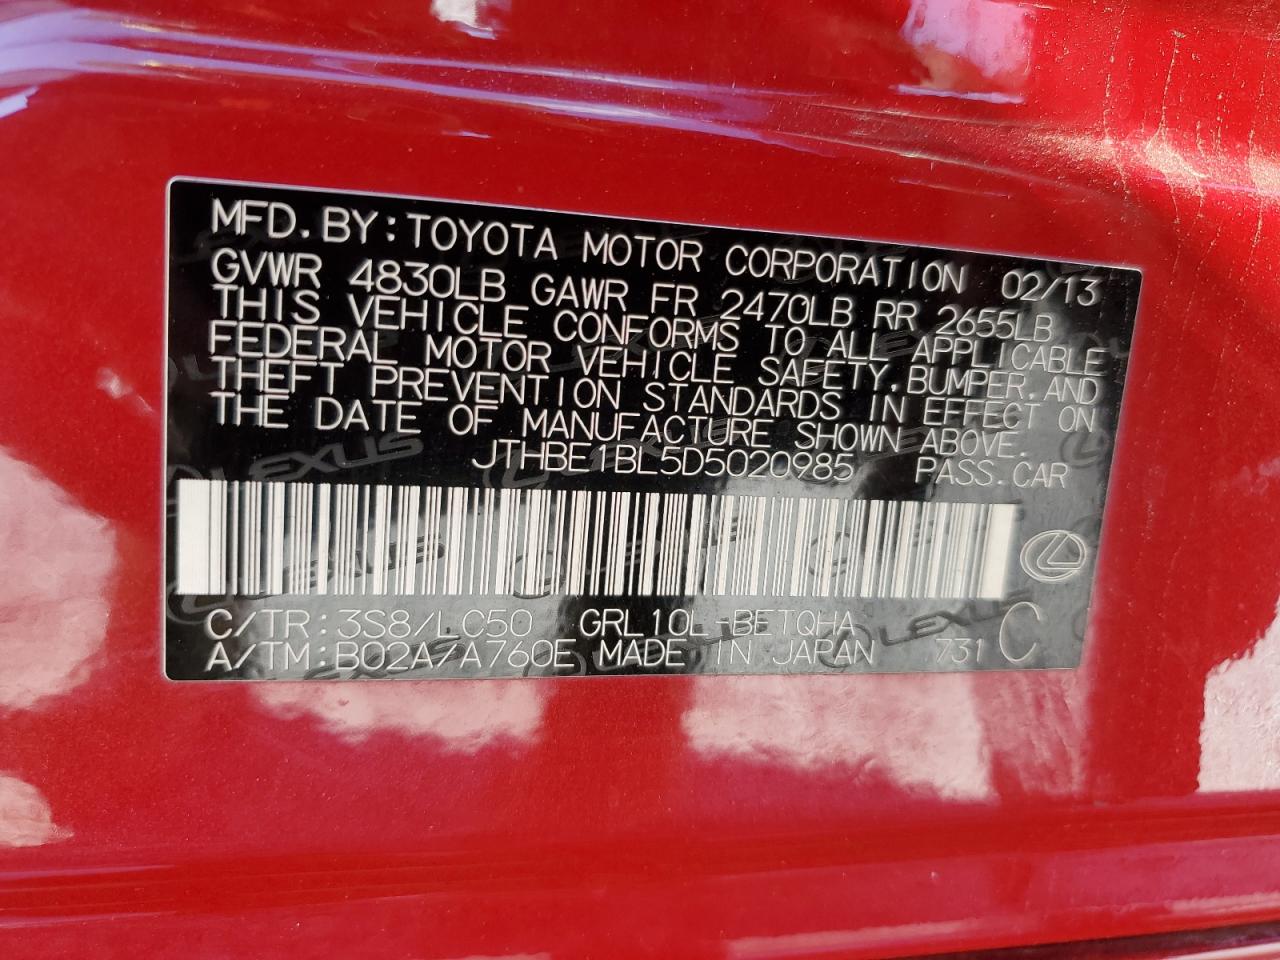 MFD. BY: TOYOTA MOTOR CORPORATION 02/13
GVWR 4830LB GAWR FR 2470LB RR 2655LB
THIS VEHICLE CONFORMS TO ALL APPLICABLE
FEDERAL MOTOR VEHICLE SAFETY, BUMPER, AND
THEFT PREVENTION STANDARDS IN EFFECT ON
THE DATE OF MANUFACTURE SHOWN ABOVE.
JTHBE1BL5D5020985 PASS. CAR
C/TR: 3S8/LC50 GRL10L-BETQHA
A/TM: B02A/A760E MADE IN JAPAN 731 C
LEXUS